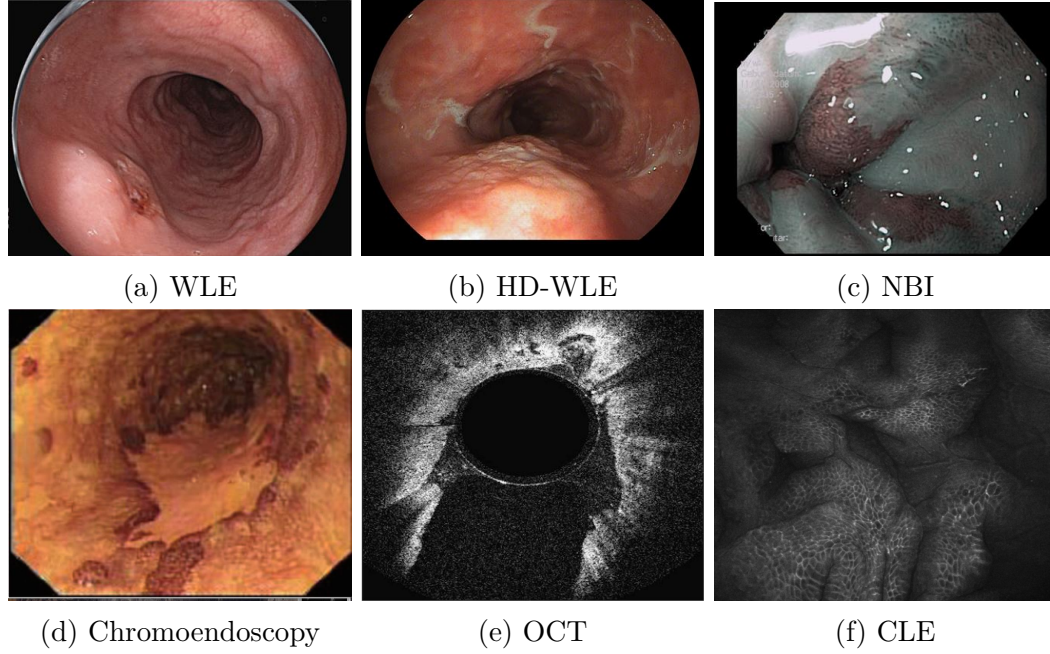 (a) WLE
(b) HD-WLE
(c) NBI
(d) Chromoendoscopy
(e) OCT
(f) CLE